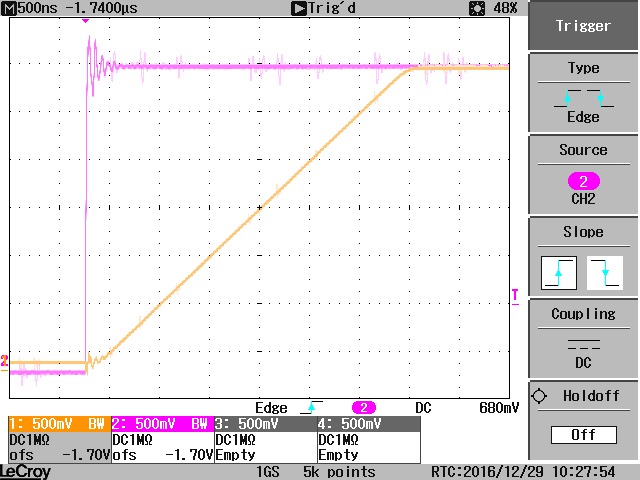 M 500ns -1.7400µs Trig'd 48%
Trigger
Type
Edge
Source
2
CH2
Slope
T
Coupling
2
DC
Holdoff
Off
Edge 2 DC 680mV
1: 500mV BW 2: 500mV BW 3: 500mV 4: 500mV
DC1MΩ DC1MΩ DC1MΩ DC1MΩ
ofs -1.70V ofs -1.70V Empty Empty
LeCroy 1GS 5k points RTC:2016/12/29 10:27:54